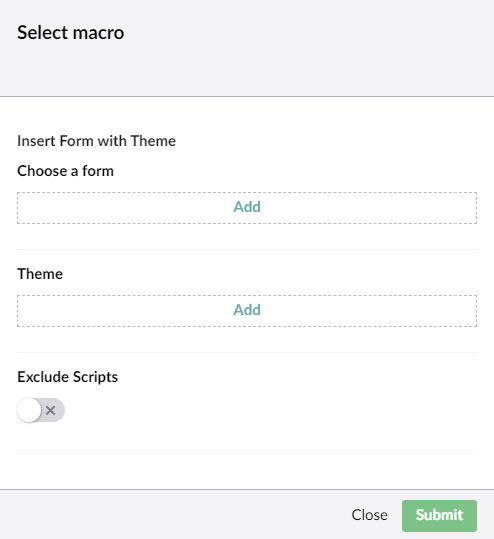 Select macro
Insert Form with Theme
Choose a form
Add
Theme
Add
Exclude Scripts
Close Submit